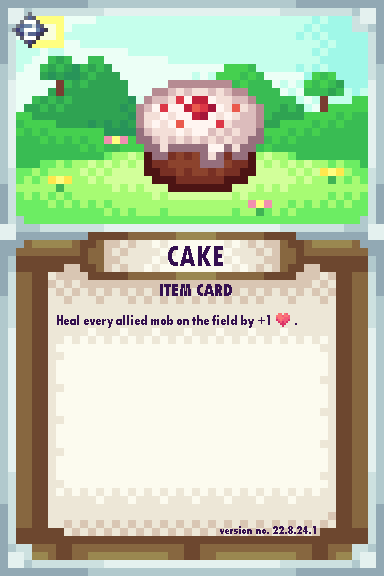 CAKE
ITEM CARD
Heal every allied mob on the field by +1 ❤ .
version no. 22.8.24.1